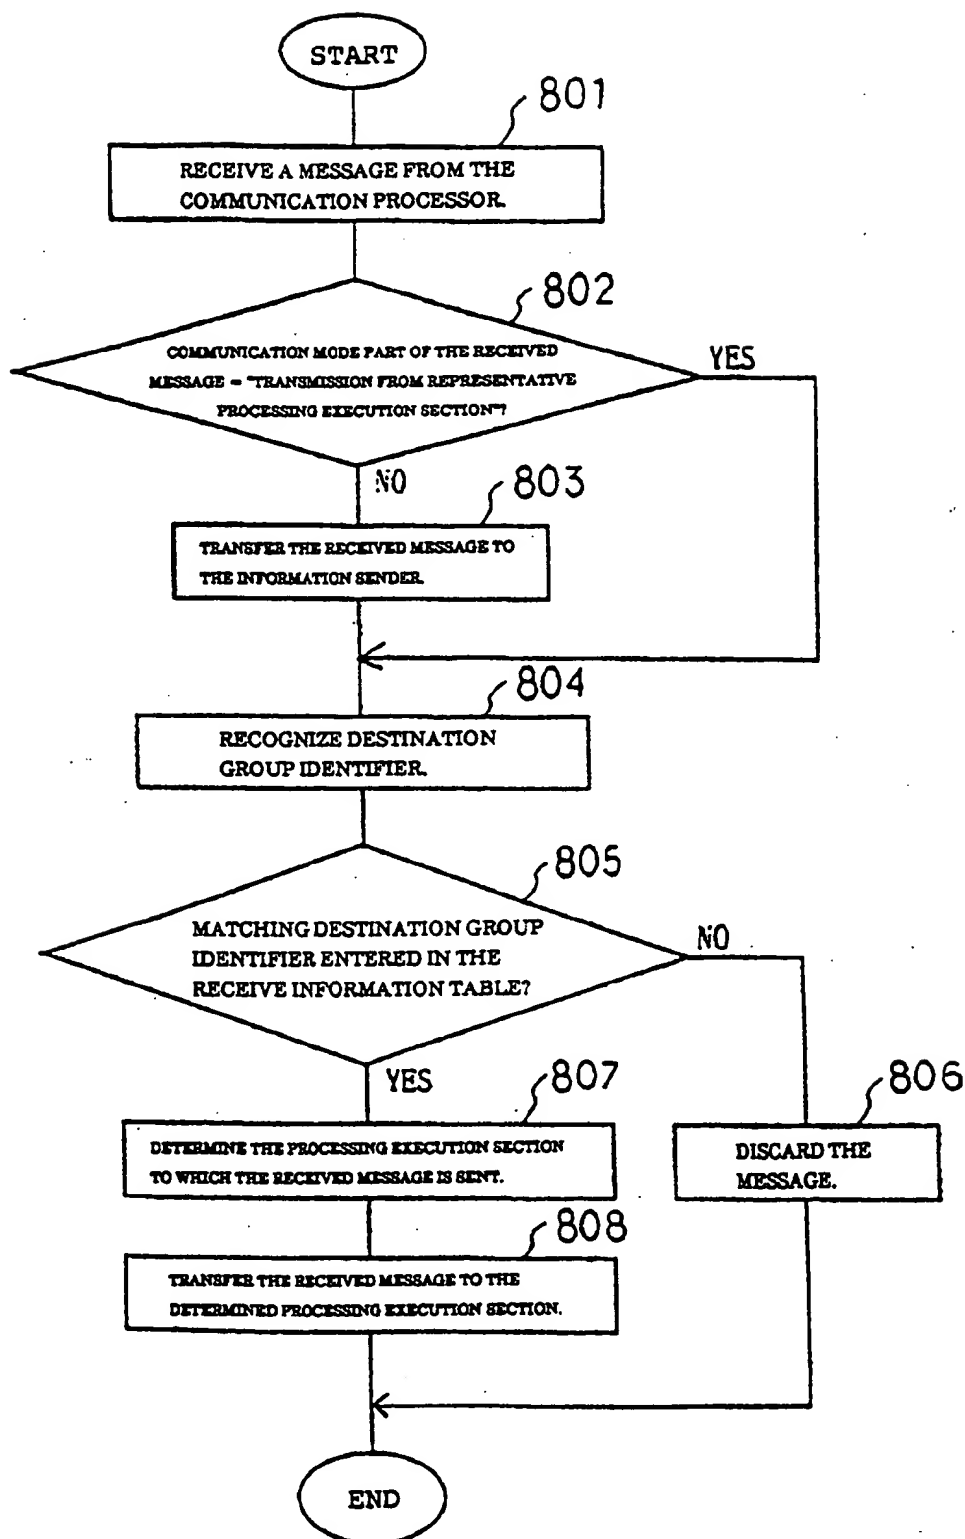 START
801
RECEIVE A MESSAGE FROM THE
COMMUNICATION PROCESSOR.
802
COMMUNICATION MODE PART OF THE RECEIVED
MESSAGE = "TRANSMISSION FROM REPRESENTATIVE
PROCESSING EXECUTION SECTION"?
YES
NO
803
TRANSFER THE RECEIVED MESSAGE TO
THE INFORMATION SENDER.
804
RECOGNIZE DESTINATION
GROUP IDENTIFIER.
805
MATCHING DESTINATION GROUP
IDENTIFIER ENTERED IN THE
RECEIVE INFORMATION TABLE?
NO
YES
807
806
DETERMINE THE PROCESSING EXECUTION SECTION
TO WHICH THE RECEIVED MESSAGE IS SENT.
DISCARD THE
MESSAGE.
808
TRANSFER THE RECEIVED MESSAGE TO THE
DETERMINED PROCESSING EXECUTION SECTION.
END